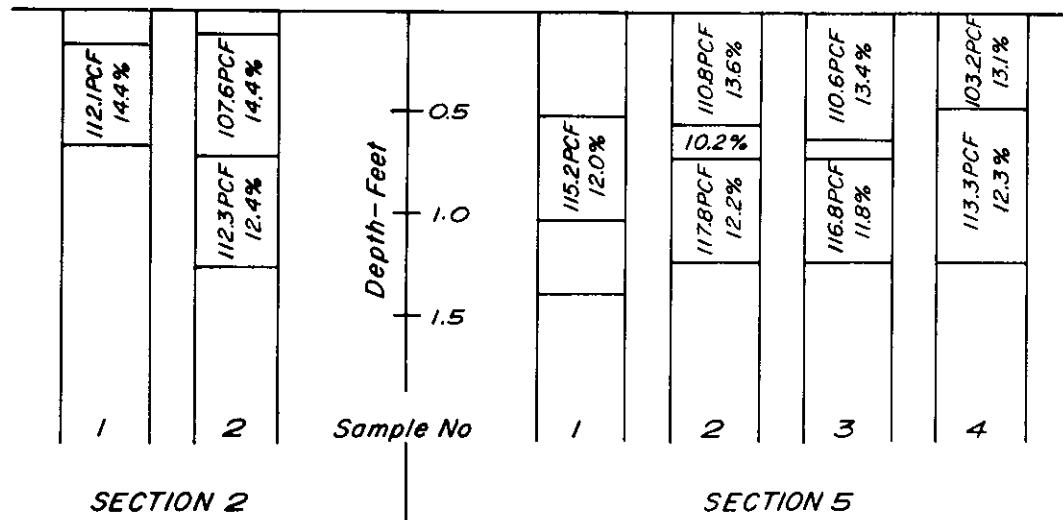 112.1PCF
14.4%
107.6PCF
14.4%
112.3PCF
12.4%
Depth-Feet
0.5
1.0
1.5
115.2PCF
12.0%
110.8PCF
13.6%
10.2%
117.8PCF
12.2%
110.6PCF
13.4%
116.8PCF
11.8%
103.2PCF
13.1%
113.3PCF
12.3%
1
2
Sample No
1
2
3
4
SECTION 2
SECTION 5